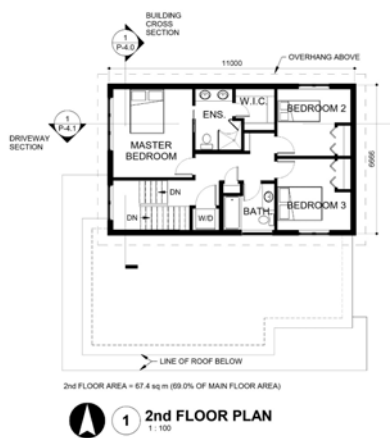 BUILDING
CROSS
SECTION
1
P-4.0
11000
OVERHANG ABOVE
1
P-4.1
DRIVEWAY
SECTION
ENS.
W.I.C.
BEDROOM 2
MASTER
BEDROOM
6666
DN
DN
W/D
BATH.
BEDROOM 3
LINE OF ROOF BELOW
2nd FLOOR AREA = 67.4 sq m (69.0% OF MAIN FLOOR AREA)
1
2nd FLOOR PLAN
1 : 100